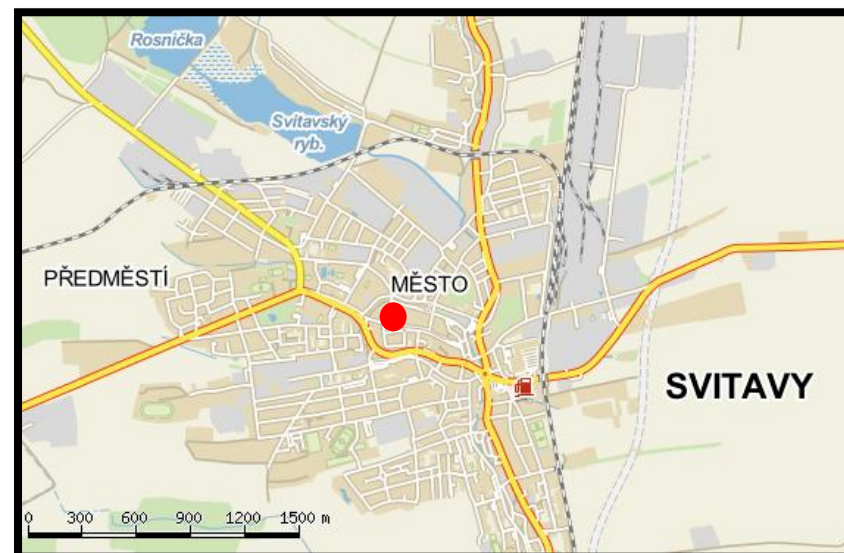 Rosnička
Svitavský
ryb.
PŘEDMĚSTÍ
MĚSTO
SVITAVY
0 300 600 900 1200 1500 m